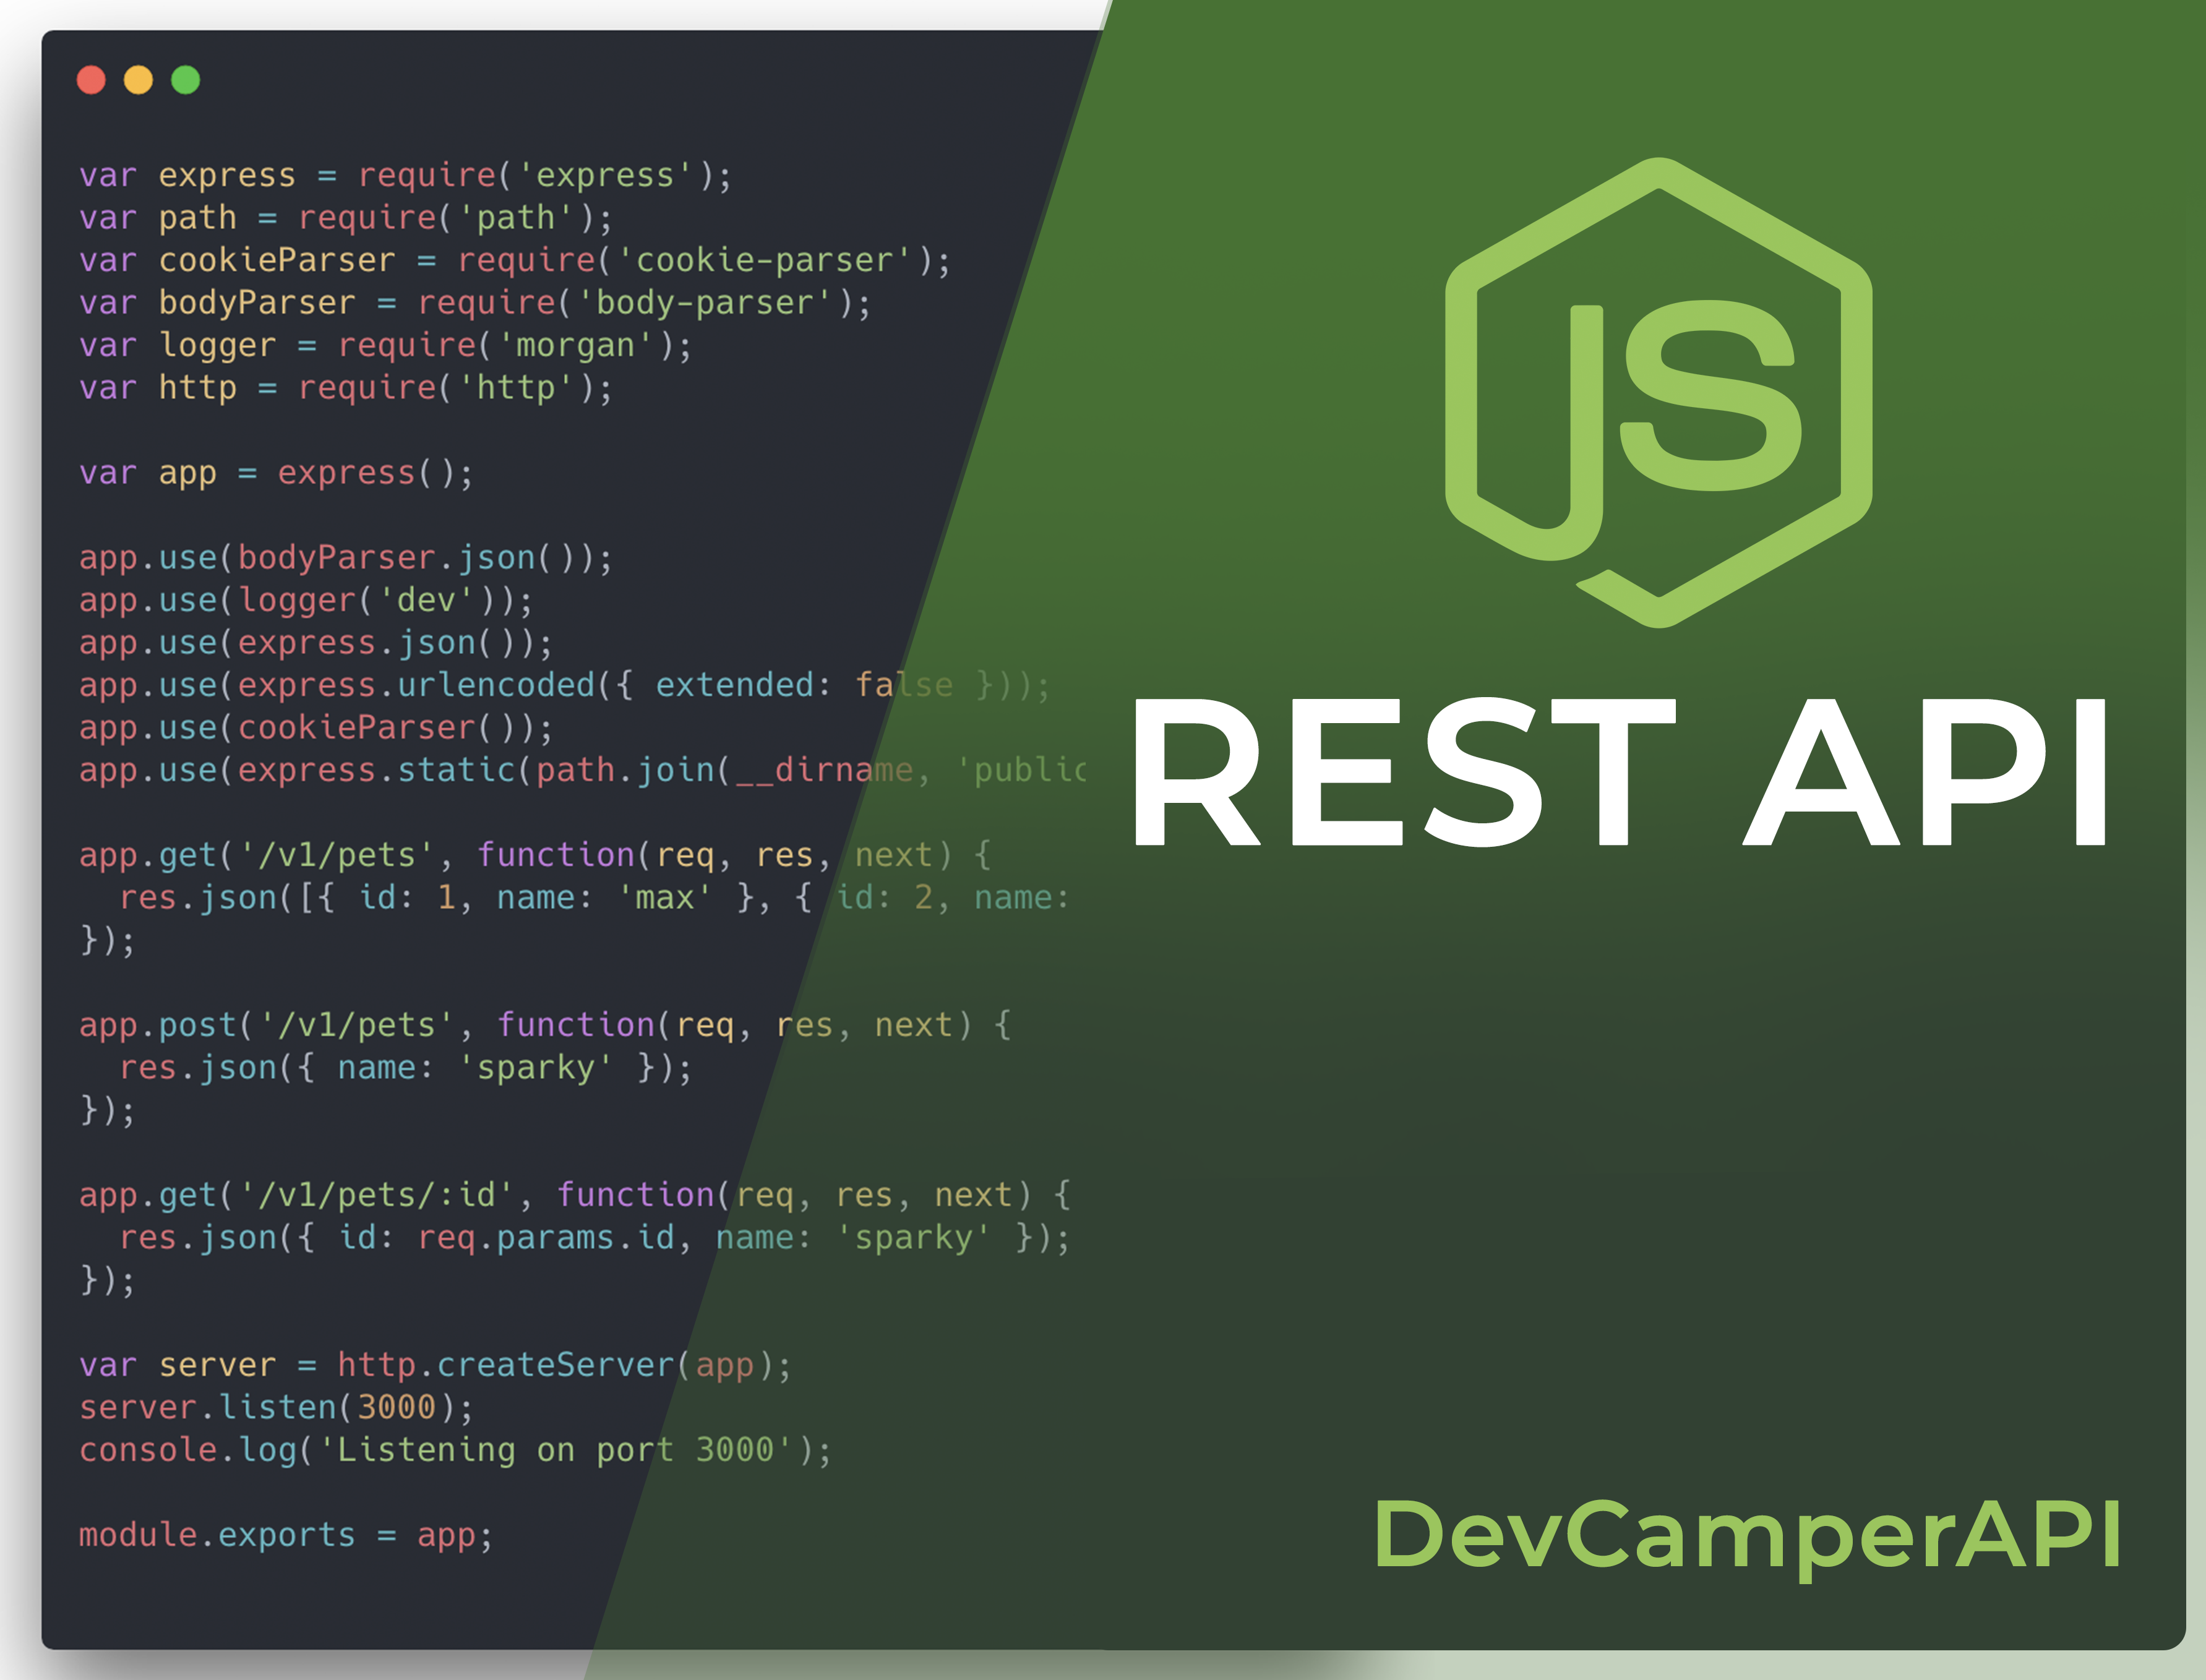 var express = require('express');
var path = require('path');
var cookieParser = require('cookie-parser');
var bodyParser = require('body-parser');
var logger = require('morgan');
var http = require('http');

var app = express();

app.use(bodyParser.json());
app.use(logger('dev'));
app.use(express.json());
app.use(express.urlencoded({ extended: false }));
app.use(cookieParser());
app.use(express.static(path.join(__dirname, 'public

app.get('/v1/pets', function(req, res, next) {
  res.json([{ id: 1, name: 'max' }, { id: 2, name:
});

app.post('/v1/pets', function(req, res, next) {
  res.json({ name: 'sparky' });
});

app.get('/v1/pets/:id', function(req, res, next) {
  res.json({ id: req.params.id, name: 'sparky' });
});

var server = http.createServer(app);
server.listen(3000);
console.log('Listening on port 3000');

module.exports = app;
JS
REST API
DevCamperAPI